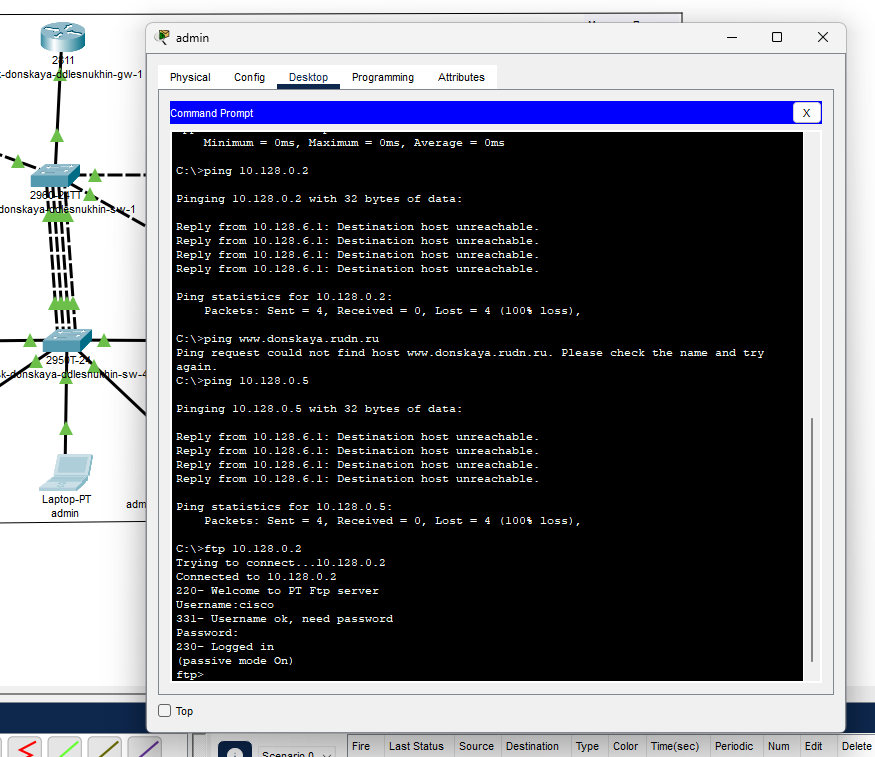 admin
Physical Config Desktop Programming Attributes
Command Prompt X
Minimum = 0ms, Maximum = 0ms, Average = 0ms
C:\>ping 10.128.0.2
Pinging 10.128.0.2 with 32 bytes of data:
Reply from 10.128.6.1: Destination host unreachable.
Reply from 10.128.6.1: Destination host unreachable.
Reply from 10.128.6.1: Destination host unreachable.
Reply from 10.128.6.1: Destination host unreachable.
Ping statistics for 10.128.0.2:
Packets: Sent = 4, Received = 0, Lost = 4 (100% loss),
C:\>ping www.donskaya.rudn.ru
Ping request could not find host www.donskaya.rudn.ru. Please check the name and try
again.
C:\>ping 10.128.0.5
Pinging 10.128.0.5 with 32 bytes of data:
Reply from 10.128.6.1: Destination host unreachable.
Reply from 10.128.6.1: Destination host unreachable.
Reply from 10.128.6.1: Destination host unreachable.
Reply from 10.128.6.1: Destination host unreachable.
Ping statistics for 10.128.0.5:
Packets: Sent = 4, Received = 0, Lost = 4 (100% loss),
C:\>ftp 10.128.0.2
Trying to connect...10.128.0.2
Connected to 10.128.0.2
220- Welcome to PT Ftp server
Username:cisco
331- Username ok, need password
Password:
230- Logged in
(passive mode On)
ftp>
Top
2811
-donskaya-ddlesnukhin-gw-1
2960-24TT
donskaya-ddlesnukhin-sw-1
2950T-24
k-donskaya-ddlesnukhin-sw-4
Laptop-PT
admin
adm
Scenario 0
Fire Last Status Source Destination Type Color Time(sec) Periodic Num Edit Delete